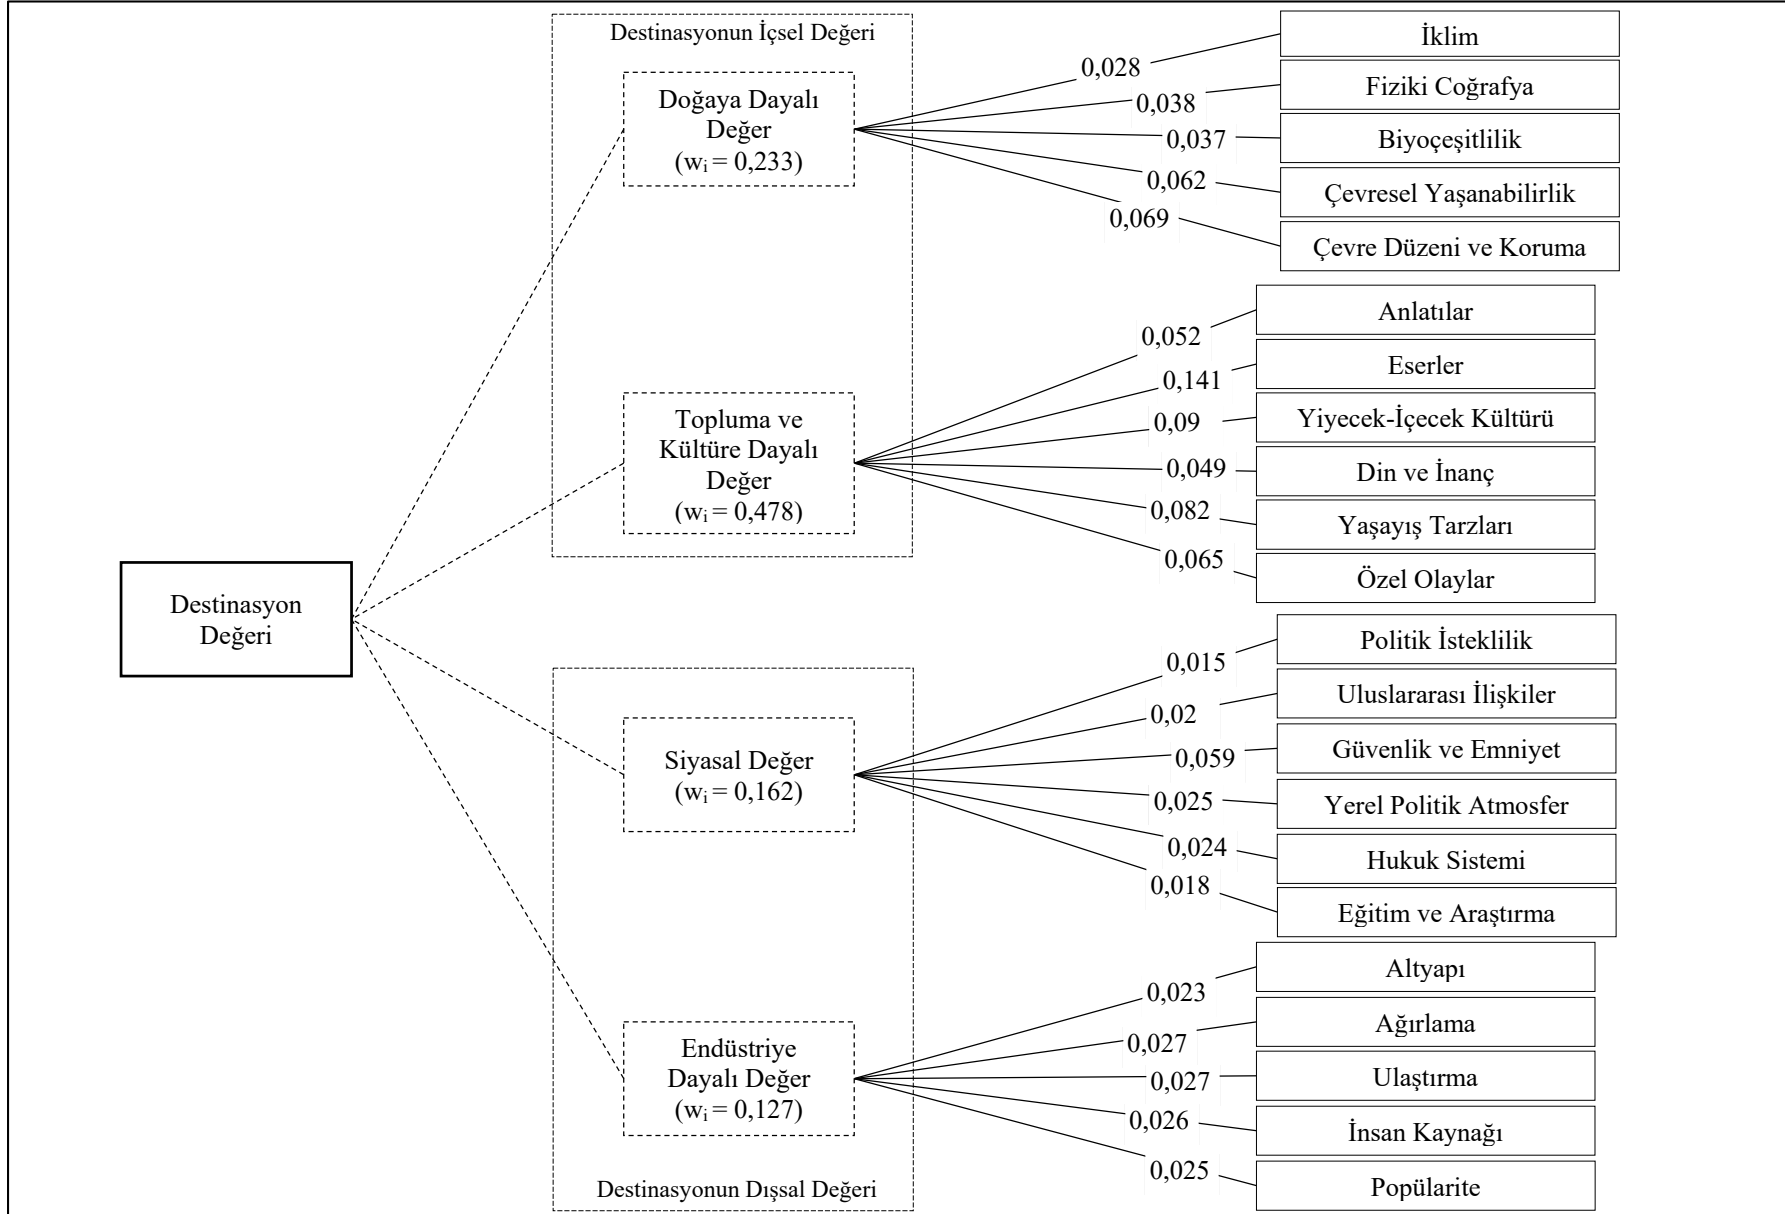 Destinasyon
Değeri
Destinasyonun İçsel Değeri
Doğaya Dayalı
Değer
(wi = 0,233)
0,028
İklim
0,038
Fiziki Coğrafya
0,037
Biyoçeşitlilik
0,062
Çevresel Yaşanabilirlik
0,069
Çevre Düzeni ve Koruma
Topluma ve
Kültüre Dayalı
Değer
(wi = 0,478)
0,052
Anlatılar
0,141
Eserler
0,09
Yiyecek-İçecek Kültürü
0,049
Din ve İnanç
0,082
Yaşayış Tarzları
0,065
Özel Olaylar
Siyasal Değer
(wi = 0,162)
0,015
Politik İsteklilik
0,02
Uluslararası İlişkiler
0,059
Güvenlik ve Emniyet
0,025
Yerel Politik Atmosfer
0,024
Hukuk Sistemi
0,018
Eğitim ve Araştırma
Endüstriye
Dayalı Değer
(wi = 0,127)
0,023
Altyapı
0,027
Ağırlama
0,027
Ulaştırma
0,026
İnsan Kaynağı
0,025
Popülarite
Destinasyonun Dışsal Değeri